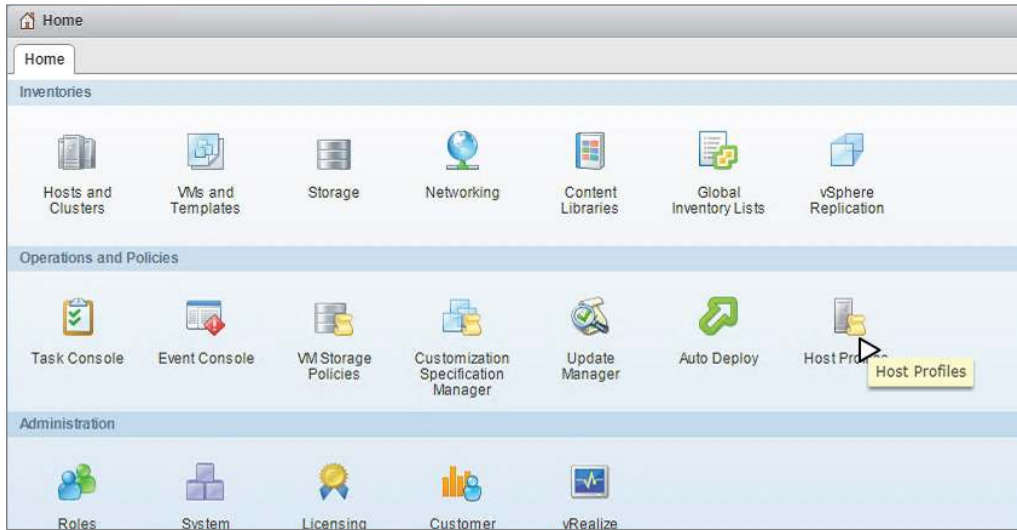 Home
Home
Inventories
Hosts and
Clusters
VMs and
Templates
Storage
Networking
Content
Libraries
Global
Inventory Lists
vSphere
Replication
Operations and Policies
Task Console
Event Console
VM Storage
Policies
Customization
Specification
Manager
Update
Manager
Auto Deploy
Host Profiles
Host Profiles
Administration
Roles
System
Licensing
Customer
vRealize